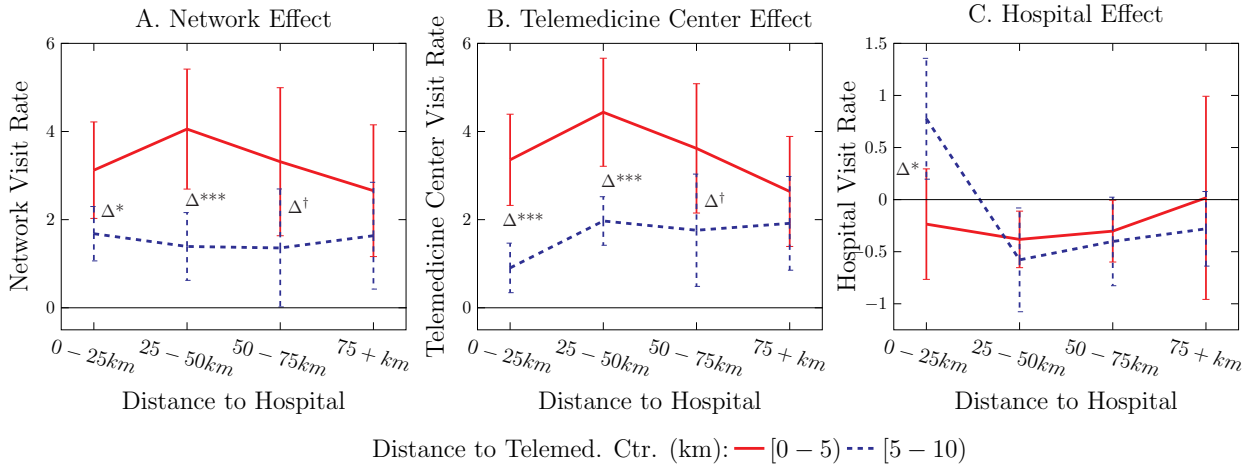 A. Network Effect
Network Visit Rate
6
4
2
0
Δ*
Δ***
Δ†
0 − 25km
25 − 50km
50 − 75km
75 + km
Distance to Hospital
B. Telemedicine Center Effect
Telemedicine Center Visit Rate
6
4
2
0
Δ***
Δ***
Δ†
0 − 25km
25 − 50km
50 − 75km
75 + km
Distance to Hospital
C. Hospital Effect
Hospital Visit Rate
1.5
1
0.5
0
−0.5
−1
Δ*
0 − 25km
25 − 50km
50 − 75km
75 + km
Distance to Hospital
Distance to Telemed. Ctr. (km): [0 − 5) [5 − 10)